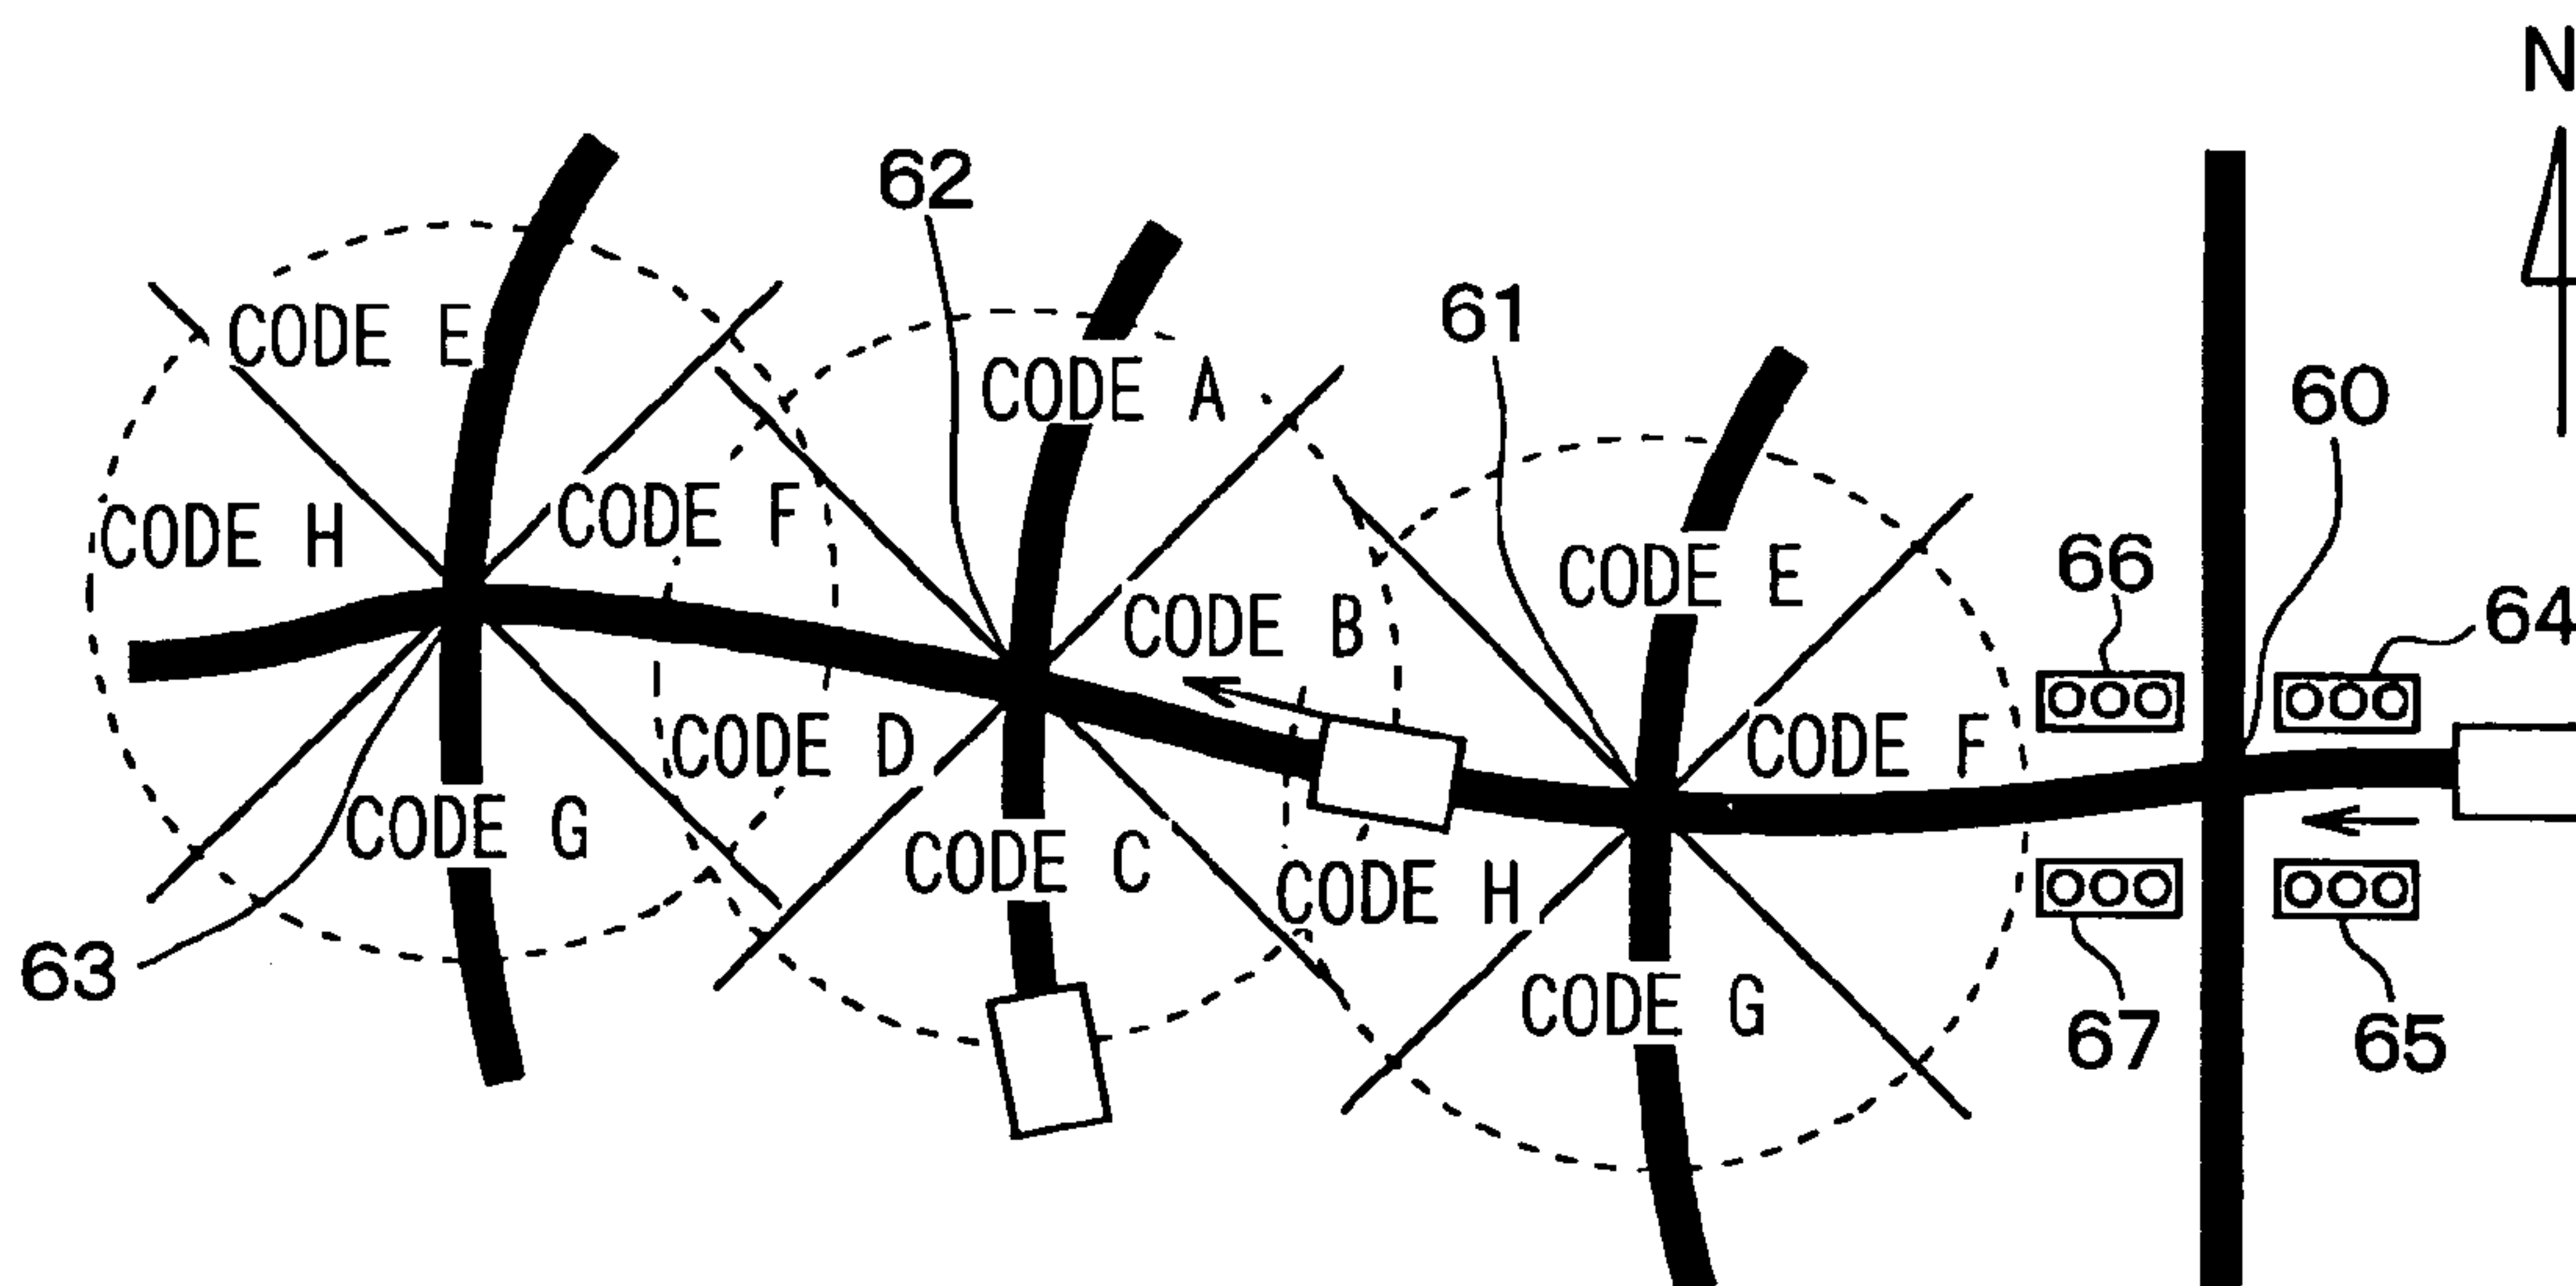 N
62
61
60
CODE E
CODE A
CODE H
CODE F
CODE B
CODE E
66
64
CODE D
CODE F
CODE G
CODE C
CODE H
63
CODE G
67
65